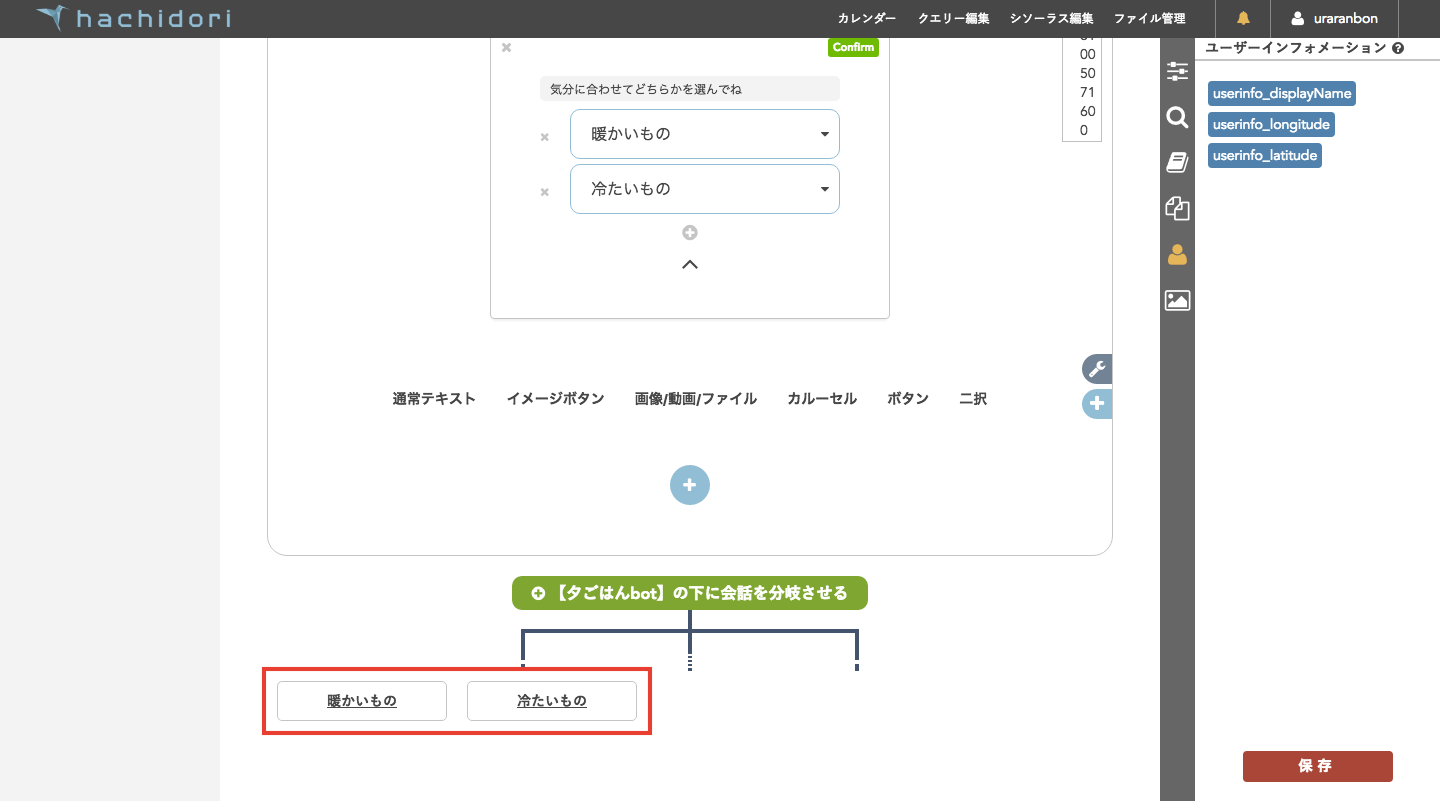 hachidori
カレンダー クエリー編集 シソーラス編集 ファイル管理 uraranbon
Confirm
気分に合わせてどちらかを選んでね
暖かいもの
冷たいもの
00
50
71
60
0
通常テキスト イメージボタン 画像/動画/ファイル カルーセル ボタン 二択
【夕ごはんbot】の下に会話を分岐させる
暖かいもの 冷たいもの
ユーザーインフォメーション
userinfo_displayName
userinfo_longitude
userinfo_latitude
保存